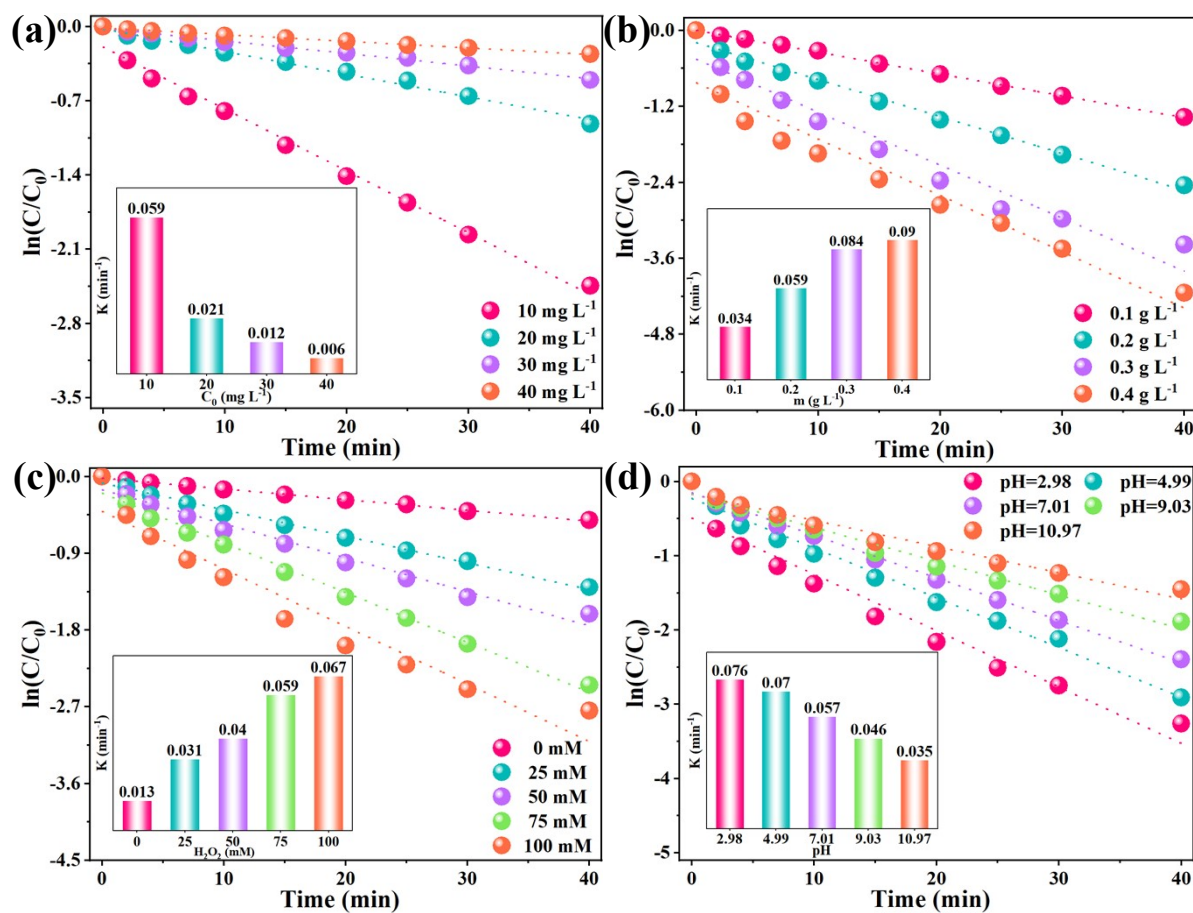 (a)
0.0
-0.7
-1.4
-2.1
-2.8
-3.5
ln(C/C₀)
0 10 20 30 40
Time (min)
10 mg L⁻¹
20 mg L⁻¹
30 mg L⁻¹
40 mg L⁻¹
K (min⁻¹)
0.059
0.021
0.012
0.006
10 20 30 40
C₀ (mg L⁻¹)
(b)
0.0
-1.2
-2.4
-3.6
-4.8
-6.0
ln(C/C₀)
0 10 20 30 40
Time (min)
0.1 g L⁻¹
0.2 g L⁻¹
0.3 g L⁻¹
0.4 g L⁻¹
K (min⁻¹)
0.034
0.059
0.084
0.09
0.1 0.2 0.3 0.4
m (g L⁻¹)
(c)
0.0
-0.9
-1.8
-2.7
-3.6
-4.5
ln(C/C₀)
0 10 20 30 40
Time (min)
0 mM
25 mM
50 mM
75 mM
100 mM
K (min⁻¹)
0.013
0.031
0.04
0.059
0.067
0 25 50 75 100
H₂O₂ (mM)
(d)
0
-1
-2
-3
-4
-5
ln(C/C₀)
0 10 20 30 40
Time (min)
pH=2.98 pH=4.99
pH=7.01 pH=9.03
pH=10.97
K (min⁻¹)
0.076
0.07
0.057
0.046
0.035
2.98 4.99 7.01 9.03 10.97
pH